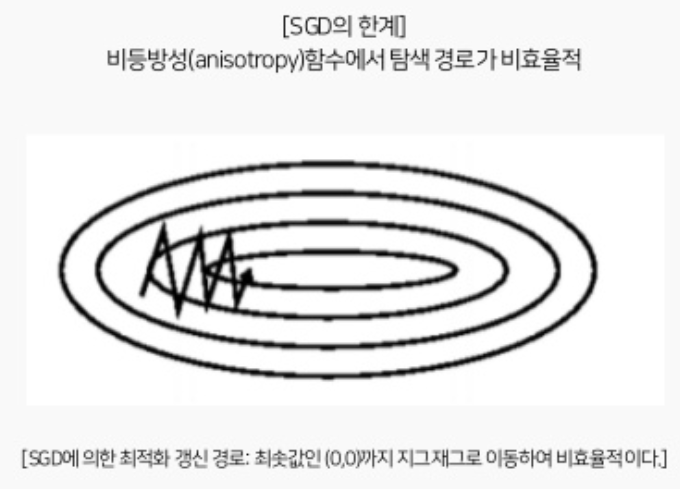 [SGD의 한계]
비등방성(anisotropy)함수에서 탐색 경로가 비효율적
[SGD에 의한 최적화 갱신 경로: 최솟값인 (0,0)까지 지그재그로 이동하여 비효율적이다.]